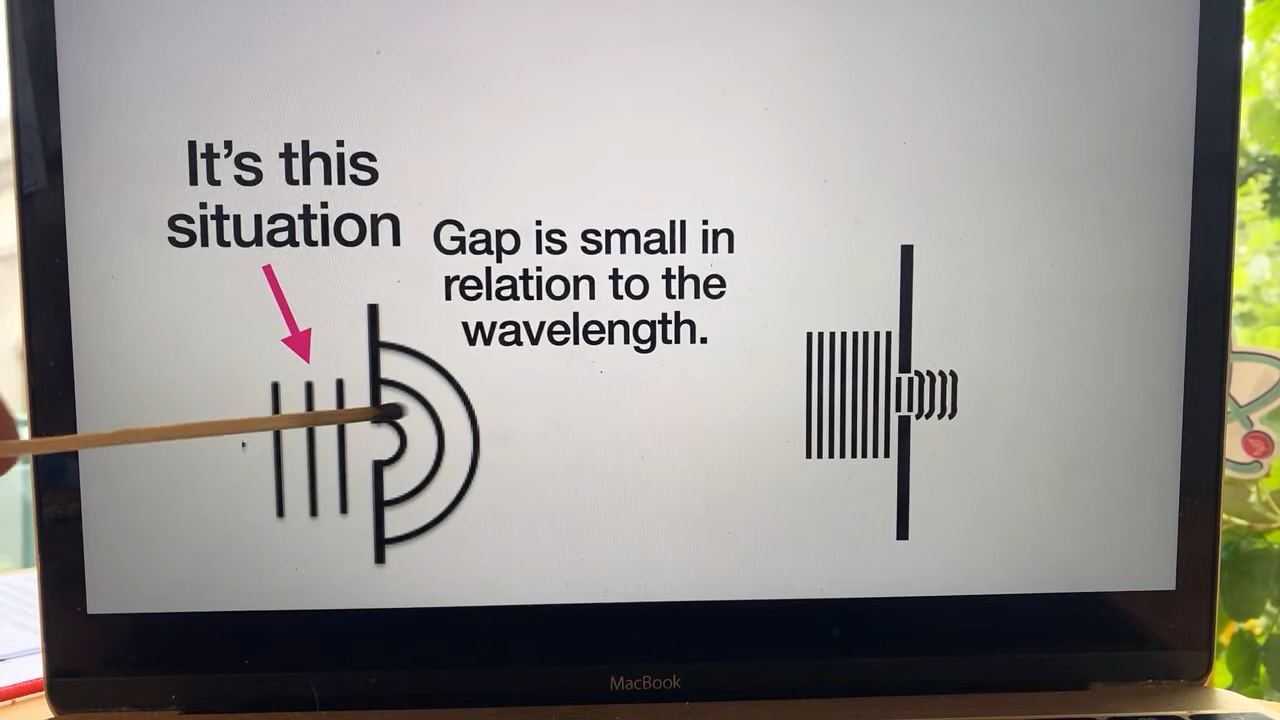 It's this
situation
Gap is small in
relation to the
wavelength.
MacBook